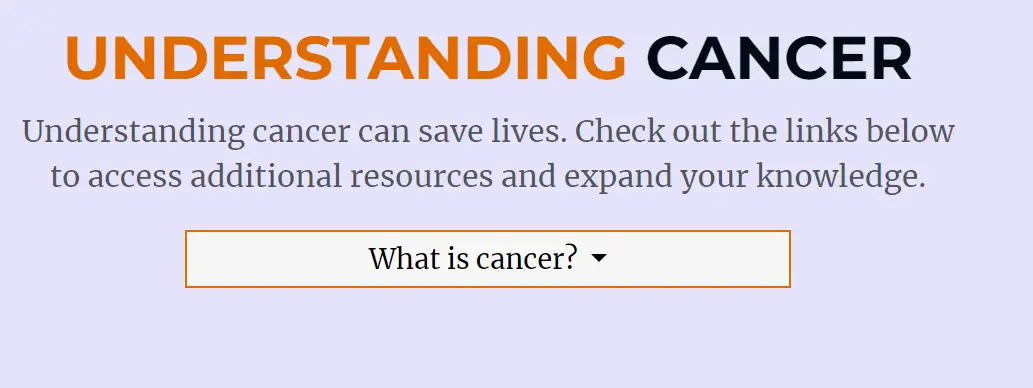 UNDERSTANDING CANCER
Understanding cancer can save lives. Check out the links below
to access additional resources and expand your knowledge.
What is cancer?